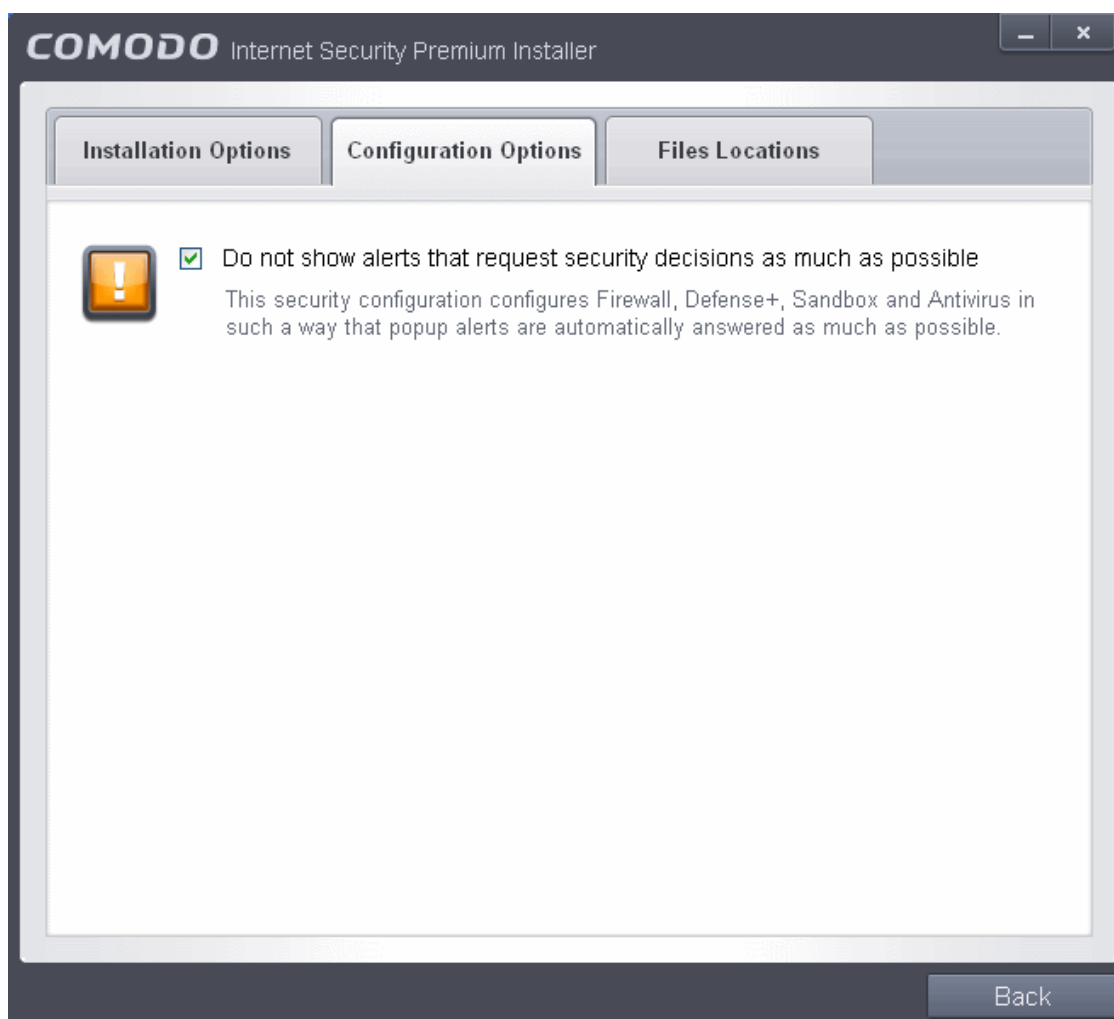 COMODO Internet Security Premium Installer
Installation Options
Configuration Options
Files Locations
Do not show alerts that request security decisions as much as possible
This security configuration configures Firewall, Defense+, Sandbox and Antivirus in
such a way that popup alerts are automatically answered as much as possible.
Back